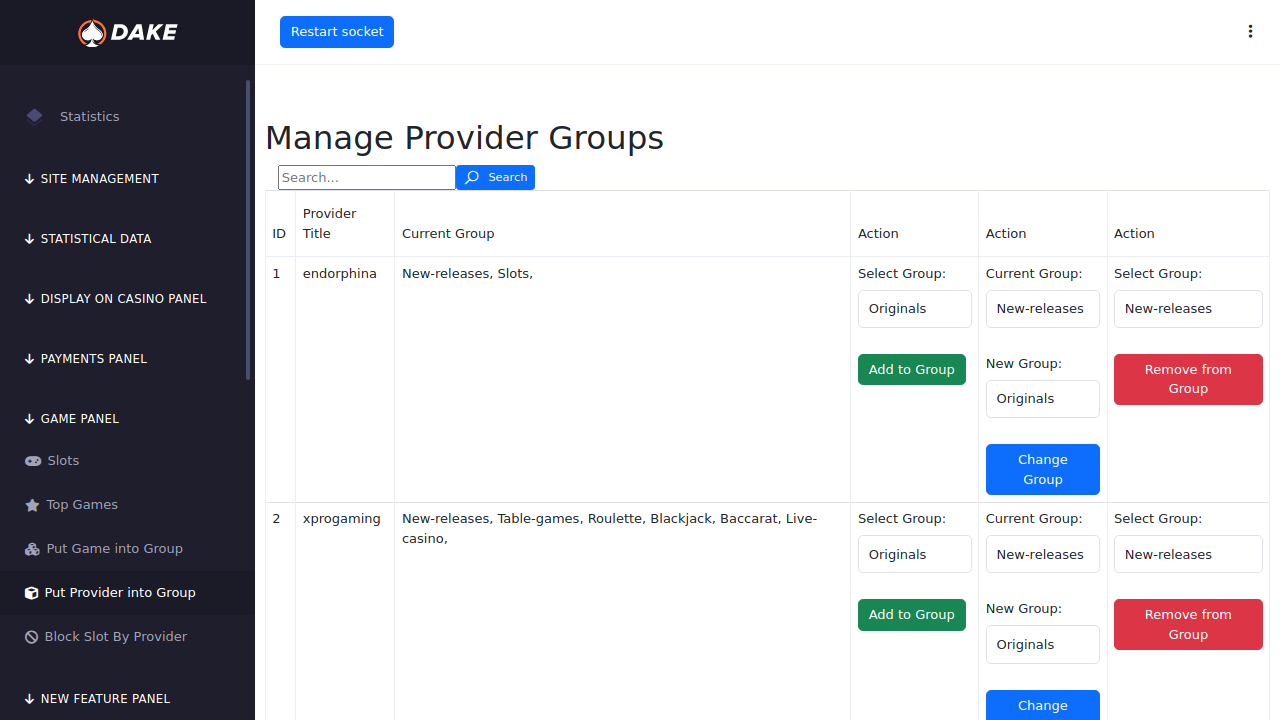 DAKE
Restart socket
Statistics
SITE MANAGEMENT
STATISTICAL DATA
DISPLAY ON CASINO PANEL
PAYMENTS PANEL
GAME PANEL
Slots
Top Games
Put Game into Group
Put Provider into Group
Block Slot By Provider
NEW FEATURE PANEL
Manage Provider Groups
Search...
Search
ID
Provider
Title
Current Group
Action
Action
Action
1
endorphina
New-releases, Slots,
Select Group:
Originals
Add to Group
Current Group:
New-releases
New Group:
Originals
Change
Group
Select Group:
New-releases
Remove from
Group
2
xprogaming
New-releases, Table-games, Roulette, Blackjack, Baccarat, Live-
casino,
Select Group:
Originals
Add to Group
Current Group:
New-releases
New Group:
Originals
Change
Select Group:
New-releases
Remove from
Group